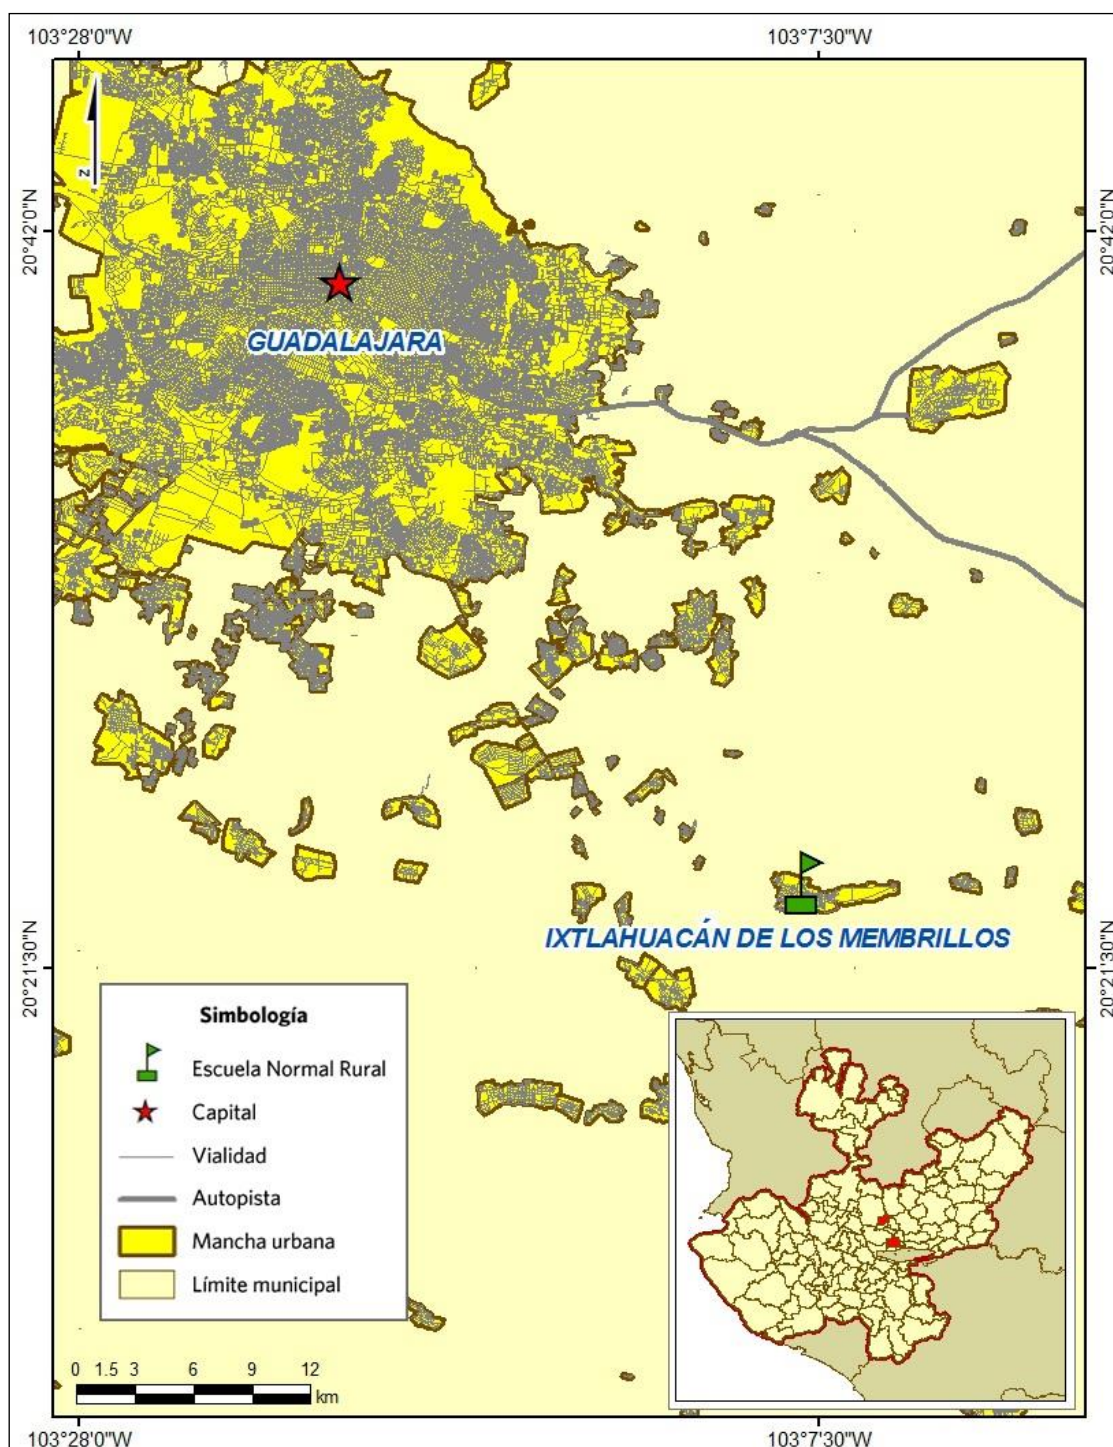 103°28'0"W
103°7'30"W
20°42'0"N
20°42'0"N
z
GUADALAJARA
IXTLAHUACÁN DE LOS MEMBRILLOS
20°21'30"N
20°21'30"N
Simbología
Escuela Normal Rural
Capital
Vialidad
Autopista
Mancha urbana
Límite municipal
0 1.5 3 6 9 12
km
103°28'0"W
103°7'30"W